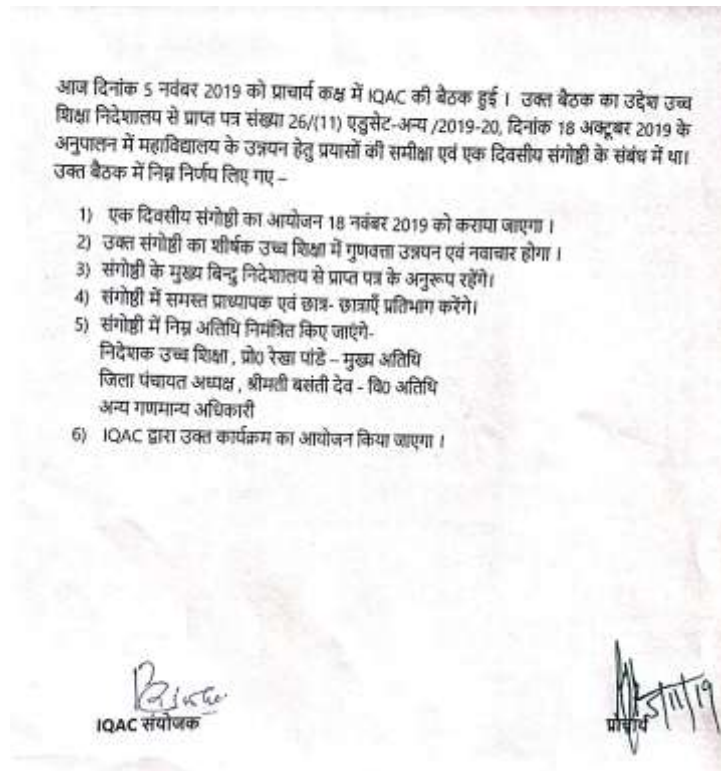 आज दिनांक 5 नवंबर 2019 को प्राचार्य कक्ष में IQAC की बैठक हुई । उक्त बैठक का उद्देश उच्च
शिक्षा निदेशालय से प्राप्त पत्र संख्या 26/(11) एडुसेट-अन्य /2019-20, दिनांक 18 अक्टूबर 2019 के
अनुपालन में महाविद्यालय के उन्नयन हेतु प्रयासों की समीक्षा एवं एक दिवसीय संगोष्ठी के संबंध में था।
उक्त बैठक में निम्न निर्णय लिए गए –
1) एक दिवसीय संगोष्ठी का आयोजन 18 नवंबर 2019 को कराया जाएगा ।
2) उक्त संगोष्ठी का शीर्षक उच्च शिक्षा में गुणवत्ता उन्नयन एवं नवाचार होगा ।
3) संगोष्ठी के मुख्य बिन्दु निदेशालय से प्राप्त पत्र के अनुरूप रहेंगे।
4) संगोष्ठी में समस्त प्राध्यापक एवं छात्र- छात्राएँ प्रतिभाग करेंगे।
5) संगोष्ठी में निम्न अतिथि निमंत्रित किए जाएंगे-
निदेशक उच्च शिक्षा , प्रो0 रेखा पांडे – मुख्य अतिथि
जिला पंचायत अध्यक्ष , श्रीमती बसंती देव - वि0 अतिथि
अन्य गणमान्य अधिकारी
6) IQAC द्वारा उक्त कार्यक्रम का आयोजन किया जाएगा ।
5/11/19
IQAC संयोजक
प्राचार्य